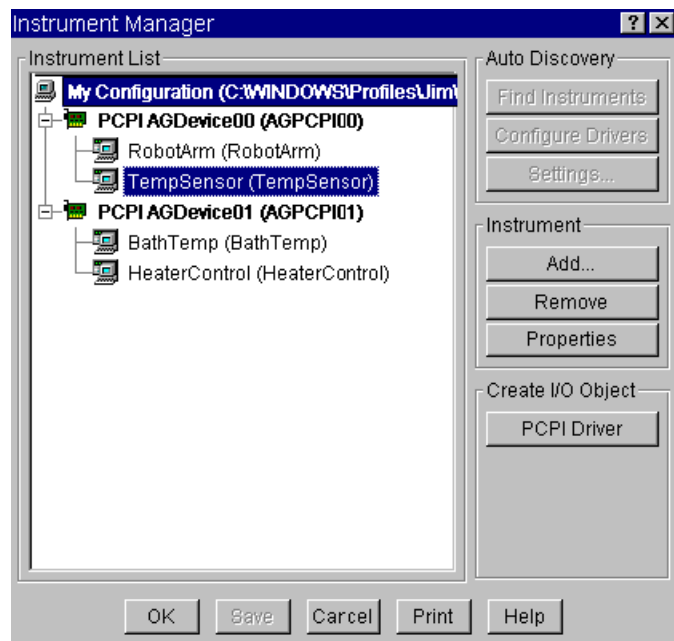 Instrument Manager
Instrument List
My Configuration (C:\WINDOWS\Profiles\Jim\
PCPI AGDevice00 (AGPCPI00)
RobotArm (RobotArm)
TempSensor (TempSensor)
PCPI AGDevice01 (AGPCPI01)
BathTemp (BathTemp)
HeaterControl (HeaterControl)
Auto Discovery
Find Instruments
Configure Drivers
Settings...
Instrument
Add...
Remove
Properties
Create I/O Object
PCPI Driver
OK
Save
Carcel
Print
Help